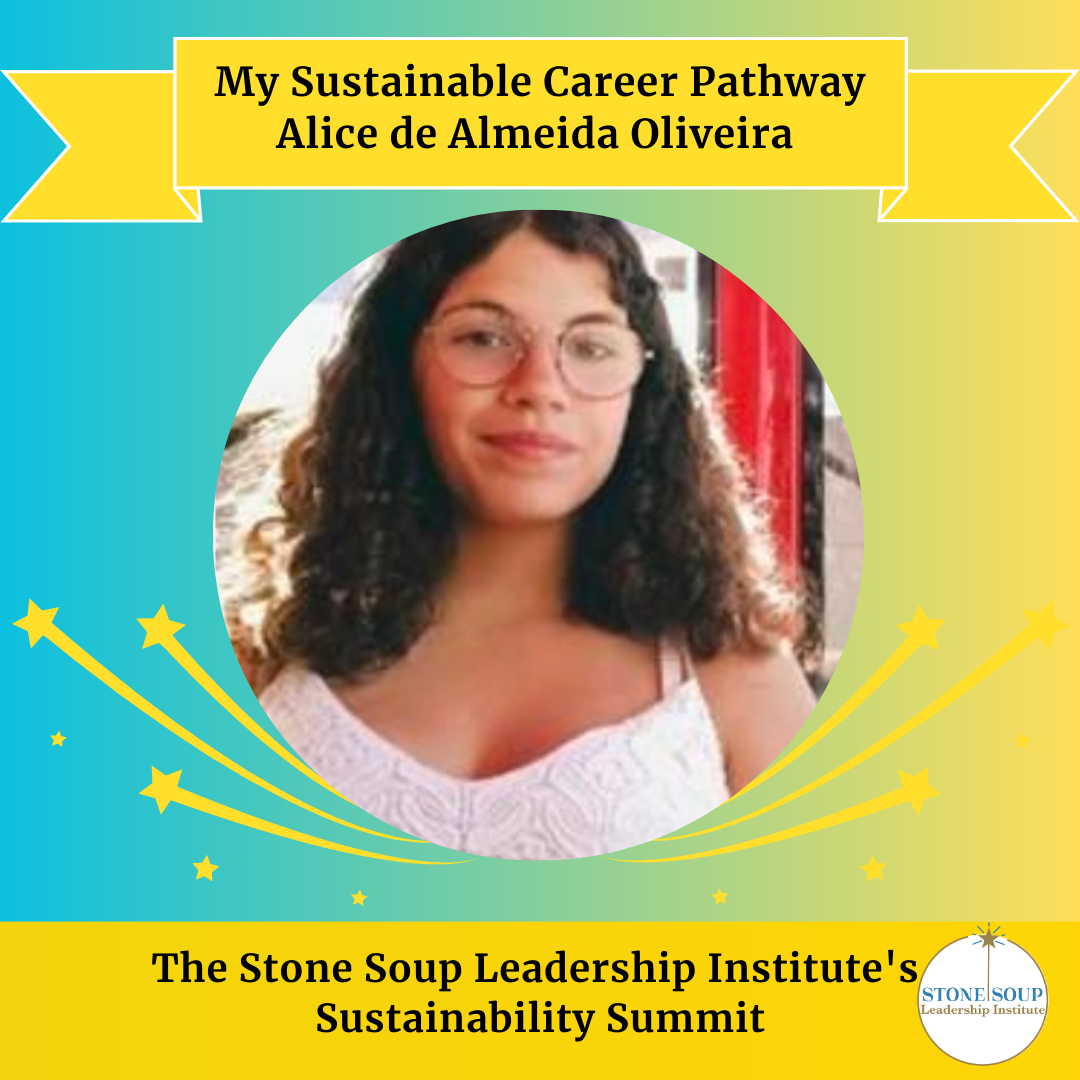 My Sustainable Career Pathway
Alice de Almeida Oliveira
The Stone Soup Leadership Institute's
Sustainability Summit
STONE SOUP
Leadership Institute